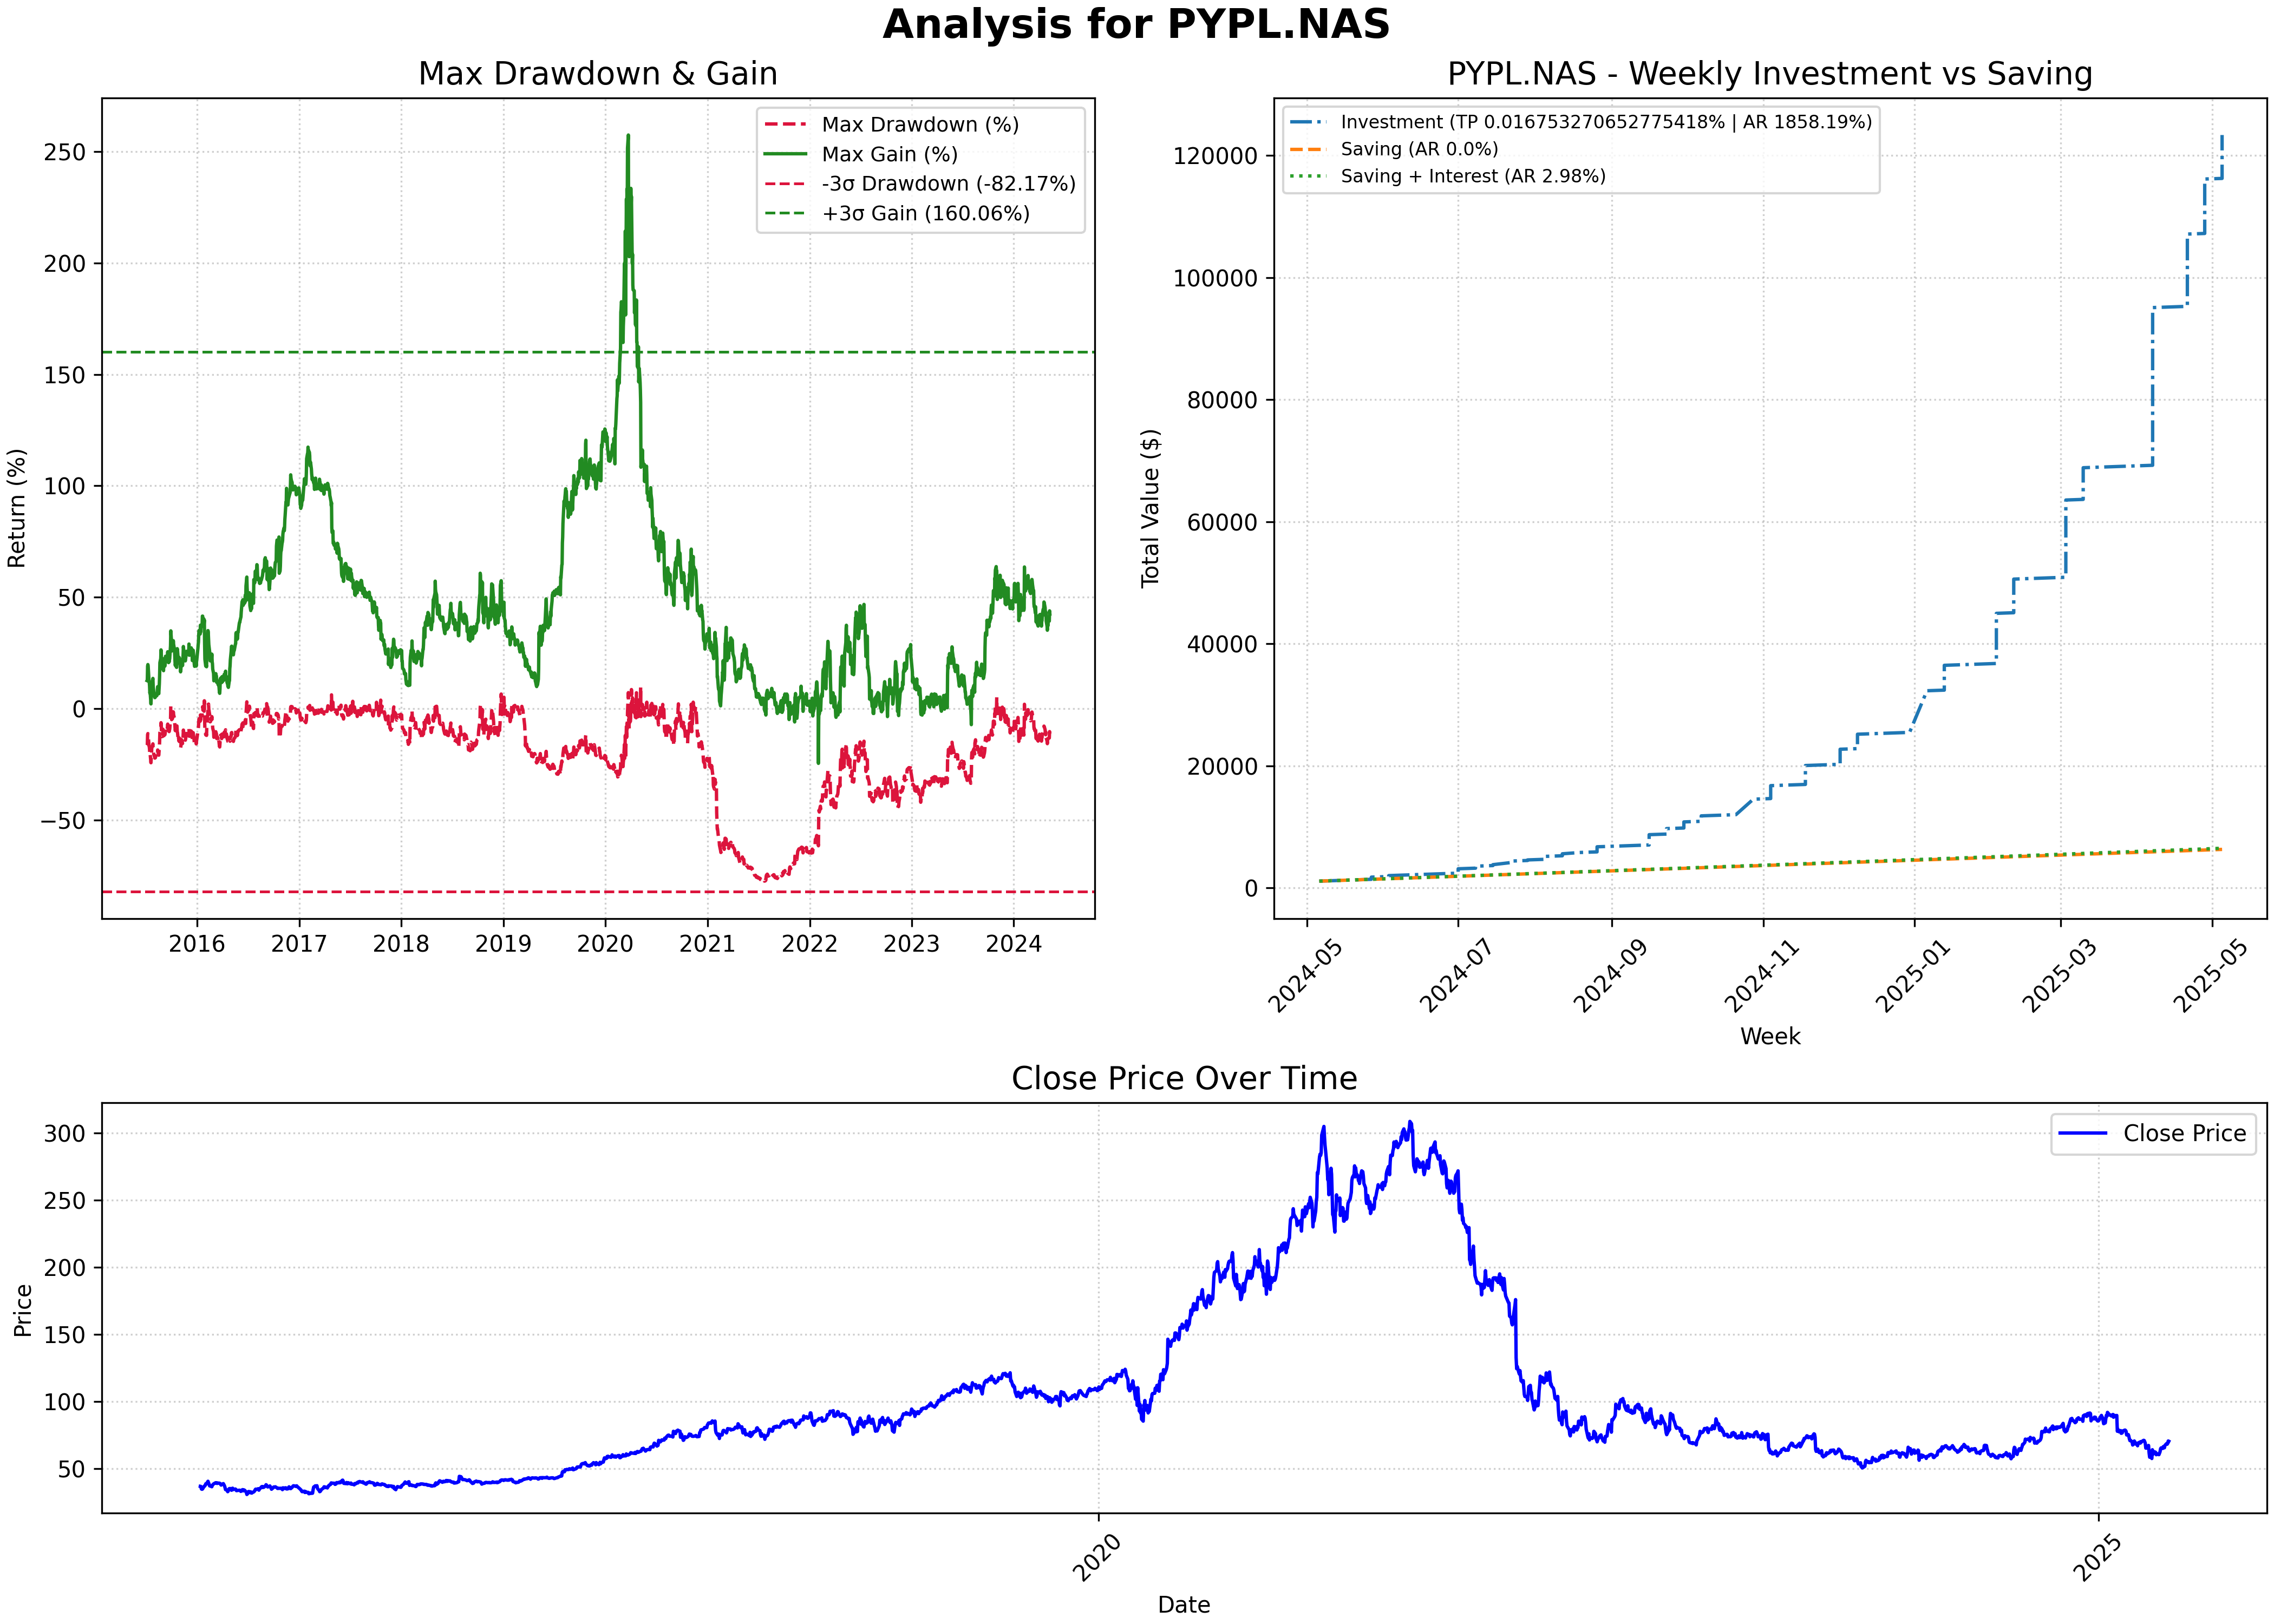 Analysis for PYPL.NAS
Max Drawdown & Gain
Return (%)
250
200
150
100
50
0
−50
2016 2017 2018 2019 2020 2021 2022 2023 2024
Max Drawdown (%)
Max Gain (%)
-3σ Drawdown (-82.17%)
+3σ Gain (160.06%)
PYPL.NAS - Weekly Investment vs Saving
Total Value ($)
120000
100000
80000
60000
40000
20000
0
2024-05 2024-07 2024-09 2024-11 2025-01 2025-03 2025-05
Week
Investment (TP 0.016753270652775418% | AR 1858.19%)
Saving (AR 0.0%)
Saving + Interest (AR 2.98%)
Close Price Over Time
Price
300
250
200
150
100
50
2020 2025
Date
Close Price